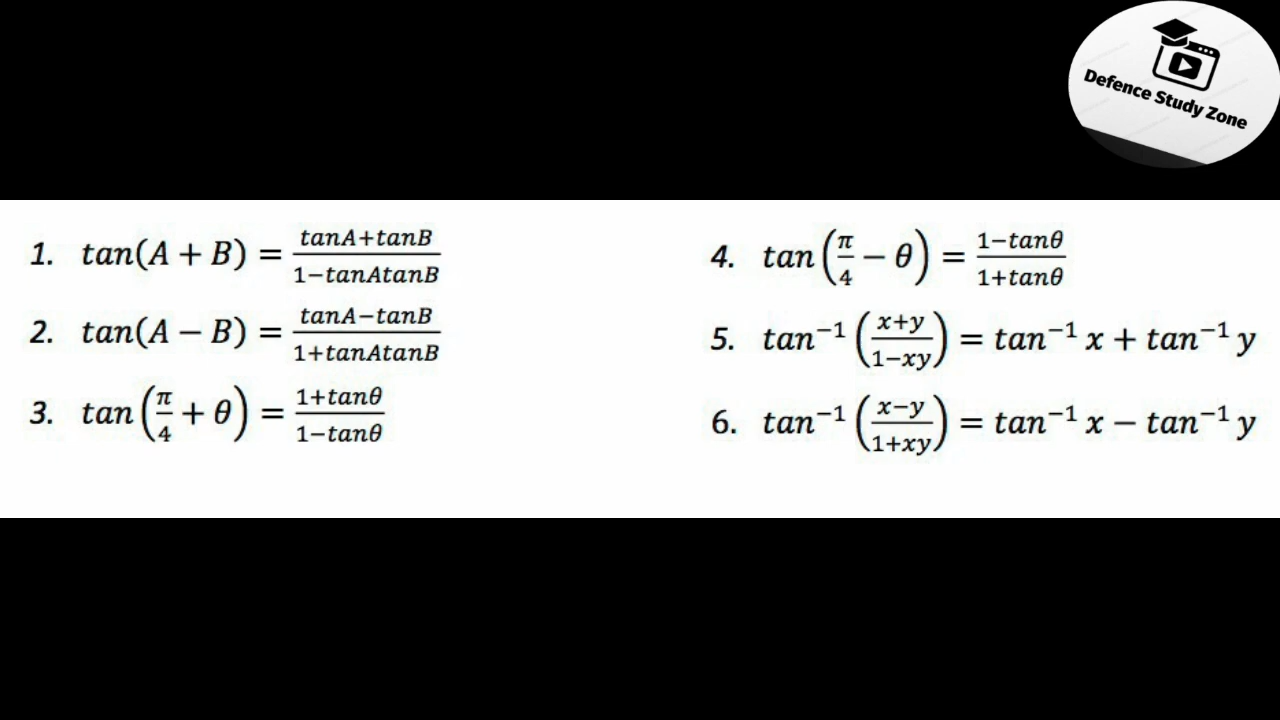 Defence Study Zone
1. tan(A + B) = tanA+tanB / 1−tanAtanB
2. tan(A − B) = tanA−tanB / 1+tanAtanB
3. tan(π/4 + θ) = 1+tanθ / 1−tanθ
4. tan(π/4 − θ) = 1−tanθ / 1+tanθ
5. tan⁻¹(x+y / 1−xy) = tan⁻¹ x + tan⁻¹ y
6. tan⁻¹(x−y / 1+xy) = tan⁻¹ x − tan⁻¹ y